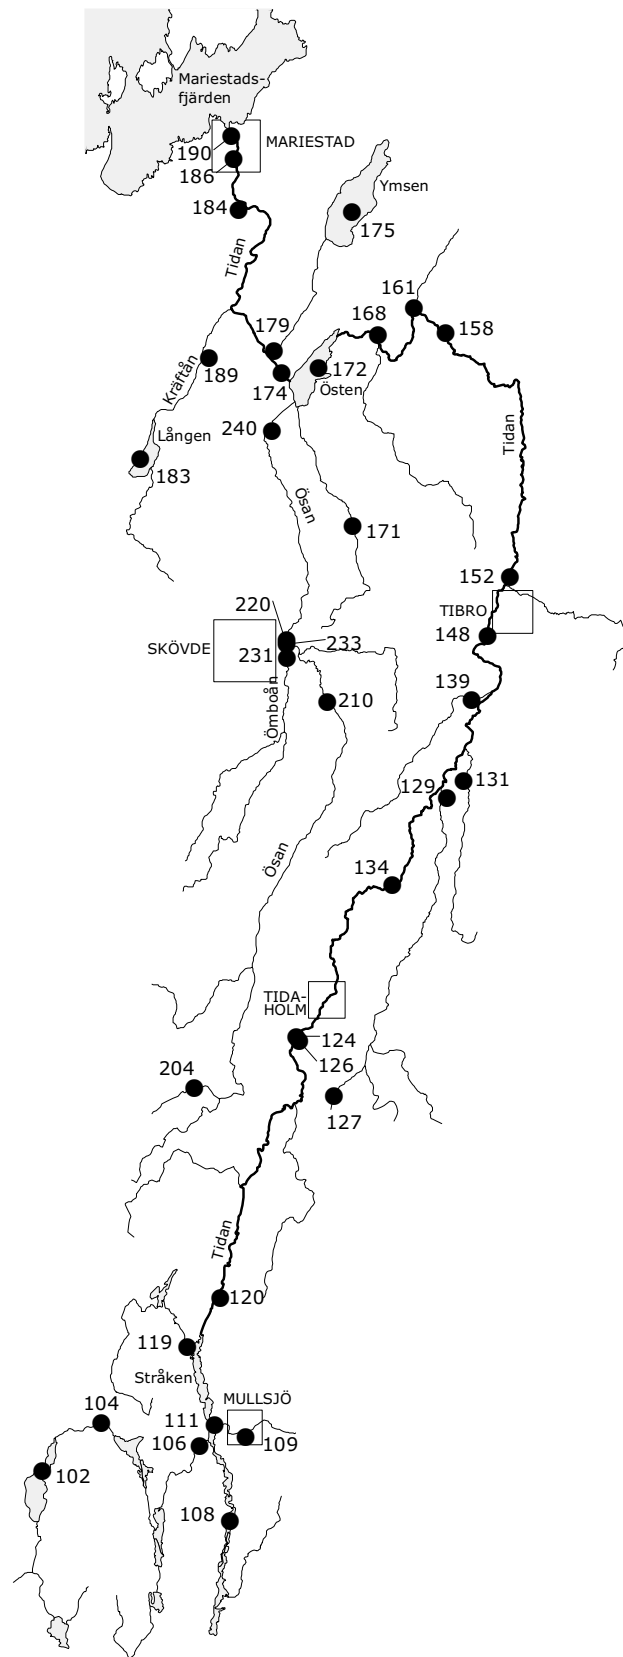 Mariestads-
fjärden
190
MARIESTAD
186
Ymsen
184
175
Tidan
161
168
158
179
172
189
174
Östen
Kräftån
240
Lången
Tidan
183
Ösan
171
152
220
TIBRO
SKÖVDE
233
148
231
Ömboån
210
139
129
131
Ösan
134
TIDA-
HOLM
124
126
204
127
Tidan
120
119
Stråken
MULLSJÖ
104
111
106
109
102
108